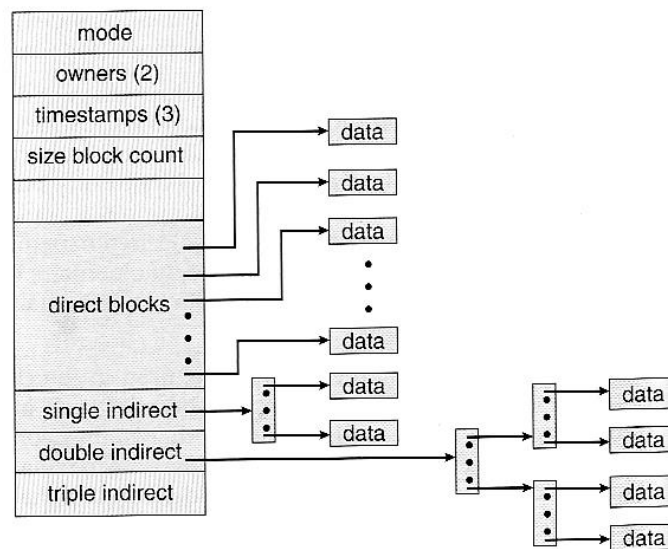 mode
owners (2)
timestamps (3)
size block count
direct blocks
single indirect
double indirect
triple indirect
data
data
data
data
data
data
data
data
data
data